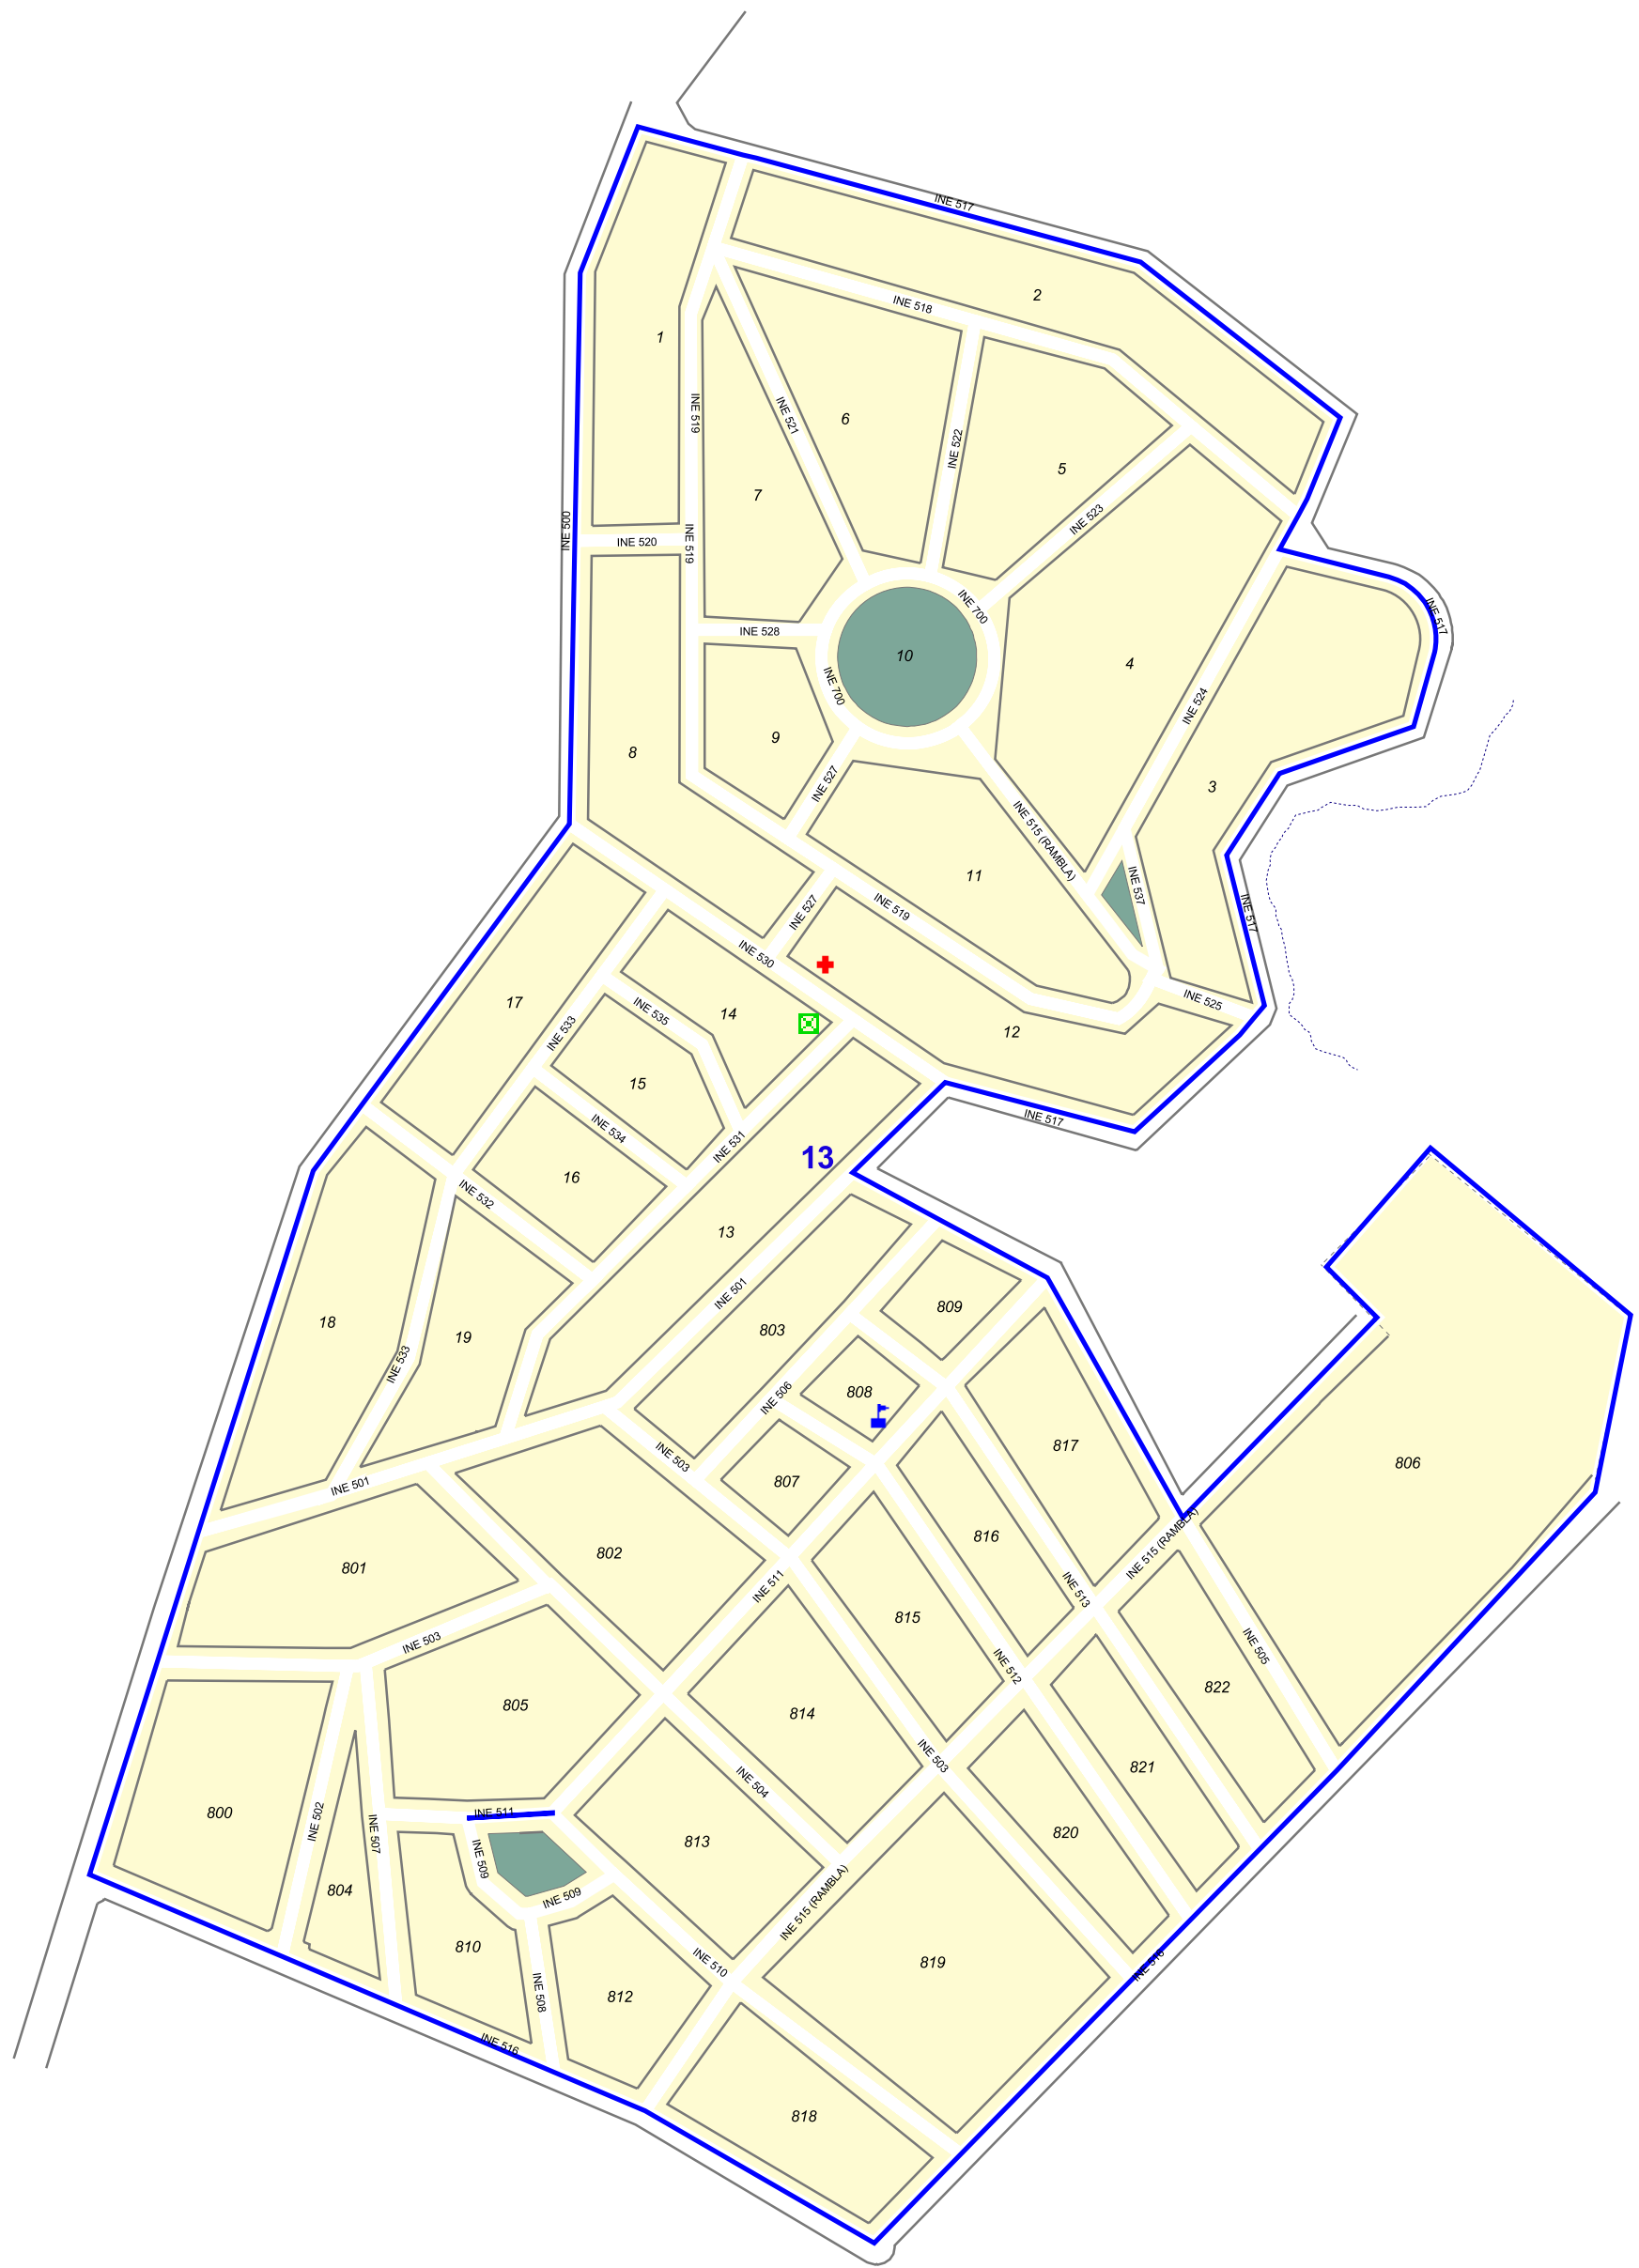 INE 517
2
INE 518
1
INE 519
INE 521
6
INE 522
5
7
INE 523
INE 500
INE 520
INE 519
INE 700
INE 517
INE 528
10
4
INE 700
INE 524
9
8
INE 527
3
INE 515 (RAMBLA)
11
INE 537
INE 519
INE 527
INE 517
INE 530
17
INE 535
14
INE 525
12
INE 533
15
INE 517
INE 534
INE 531
13
16
INE 532
13
INE 501
809
18
19
803
INE 533
808
INE 506
817
INE 503
806
807
INE 501
816
INE 515 (RAMBLA)
802
801
INE 511
INE 513
815
INE 503
INE 505
INE 512
822
805
814
INE 503
821
INE 504
800
INE 511
INE 502
INE 507
820
813
INE 509
804
INE 509
INE 515 (RAMBLA)
810
INE 510
819
INE 516
INE 508
812
INE 516
818